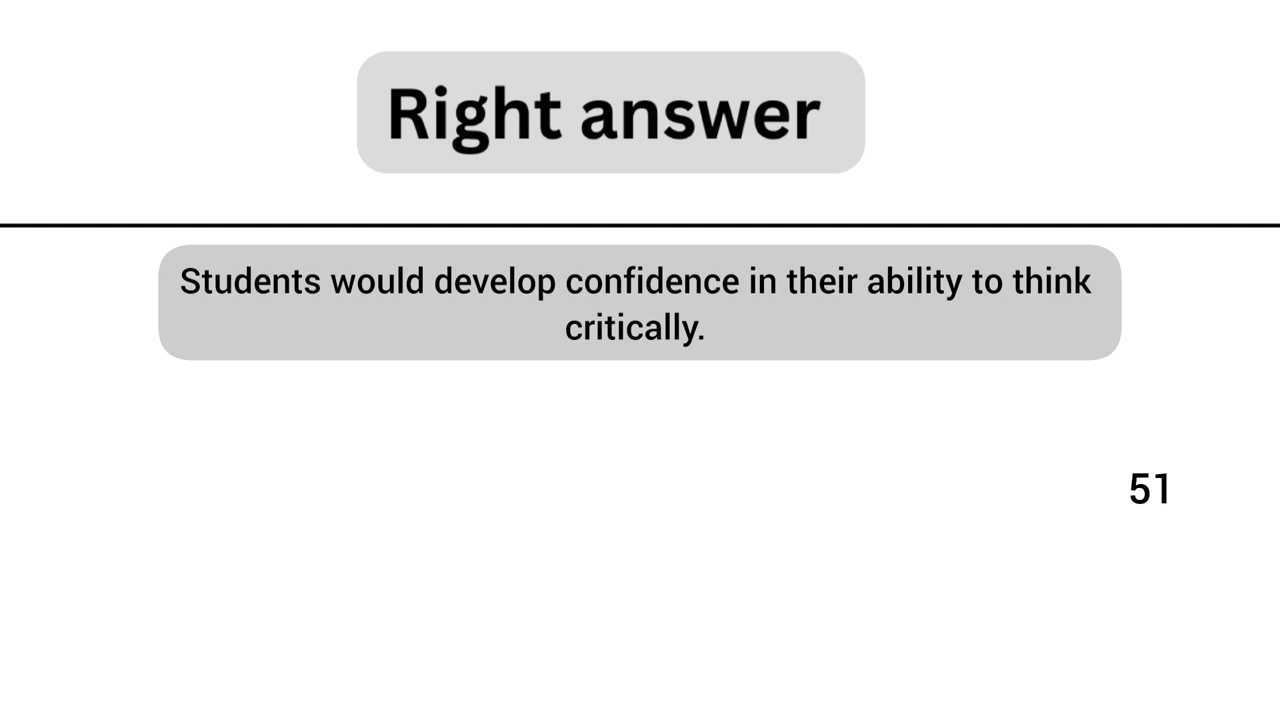 Right answer
Students would develop confidence in their ability to think
critically.
51